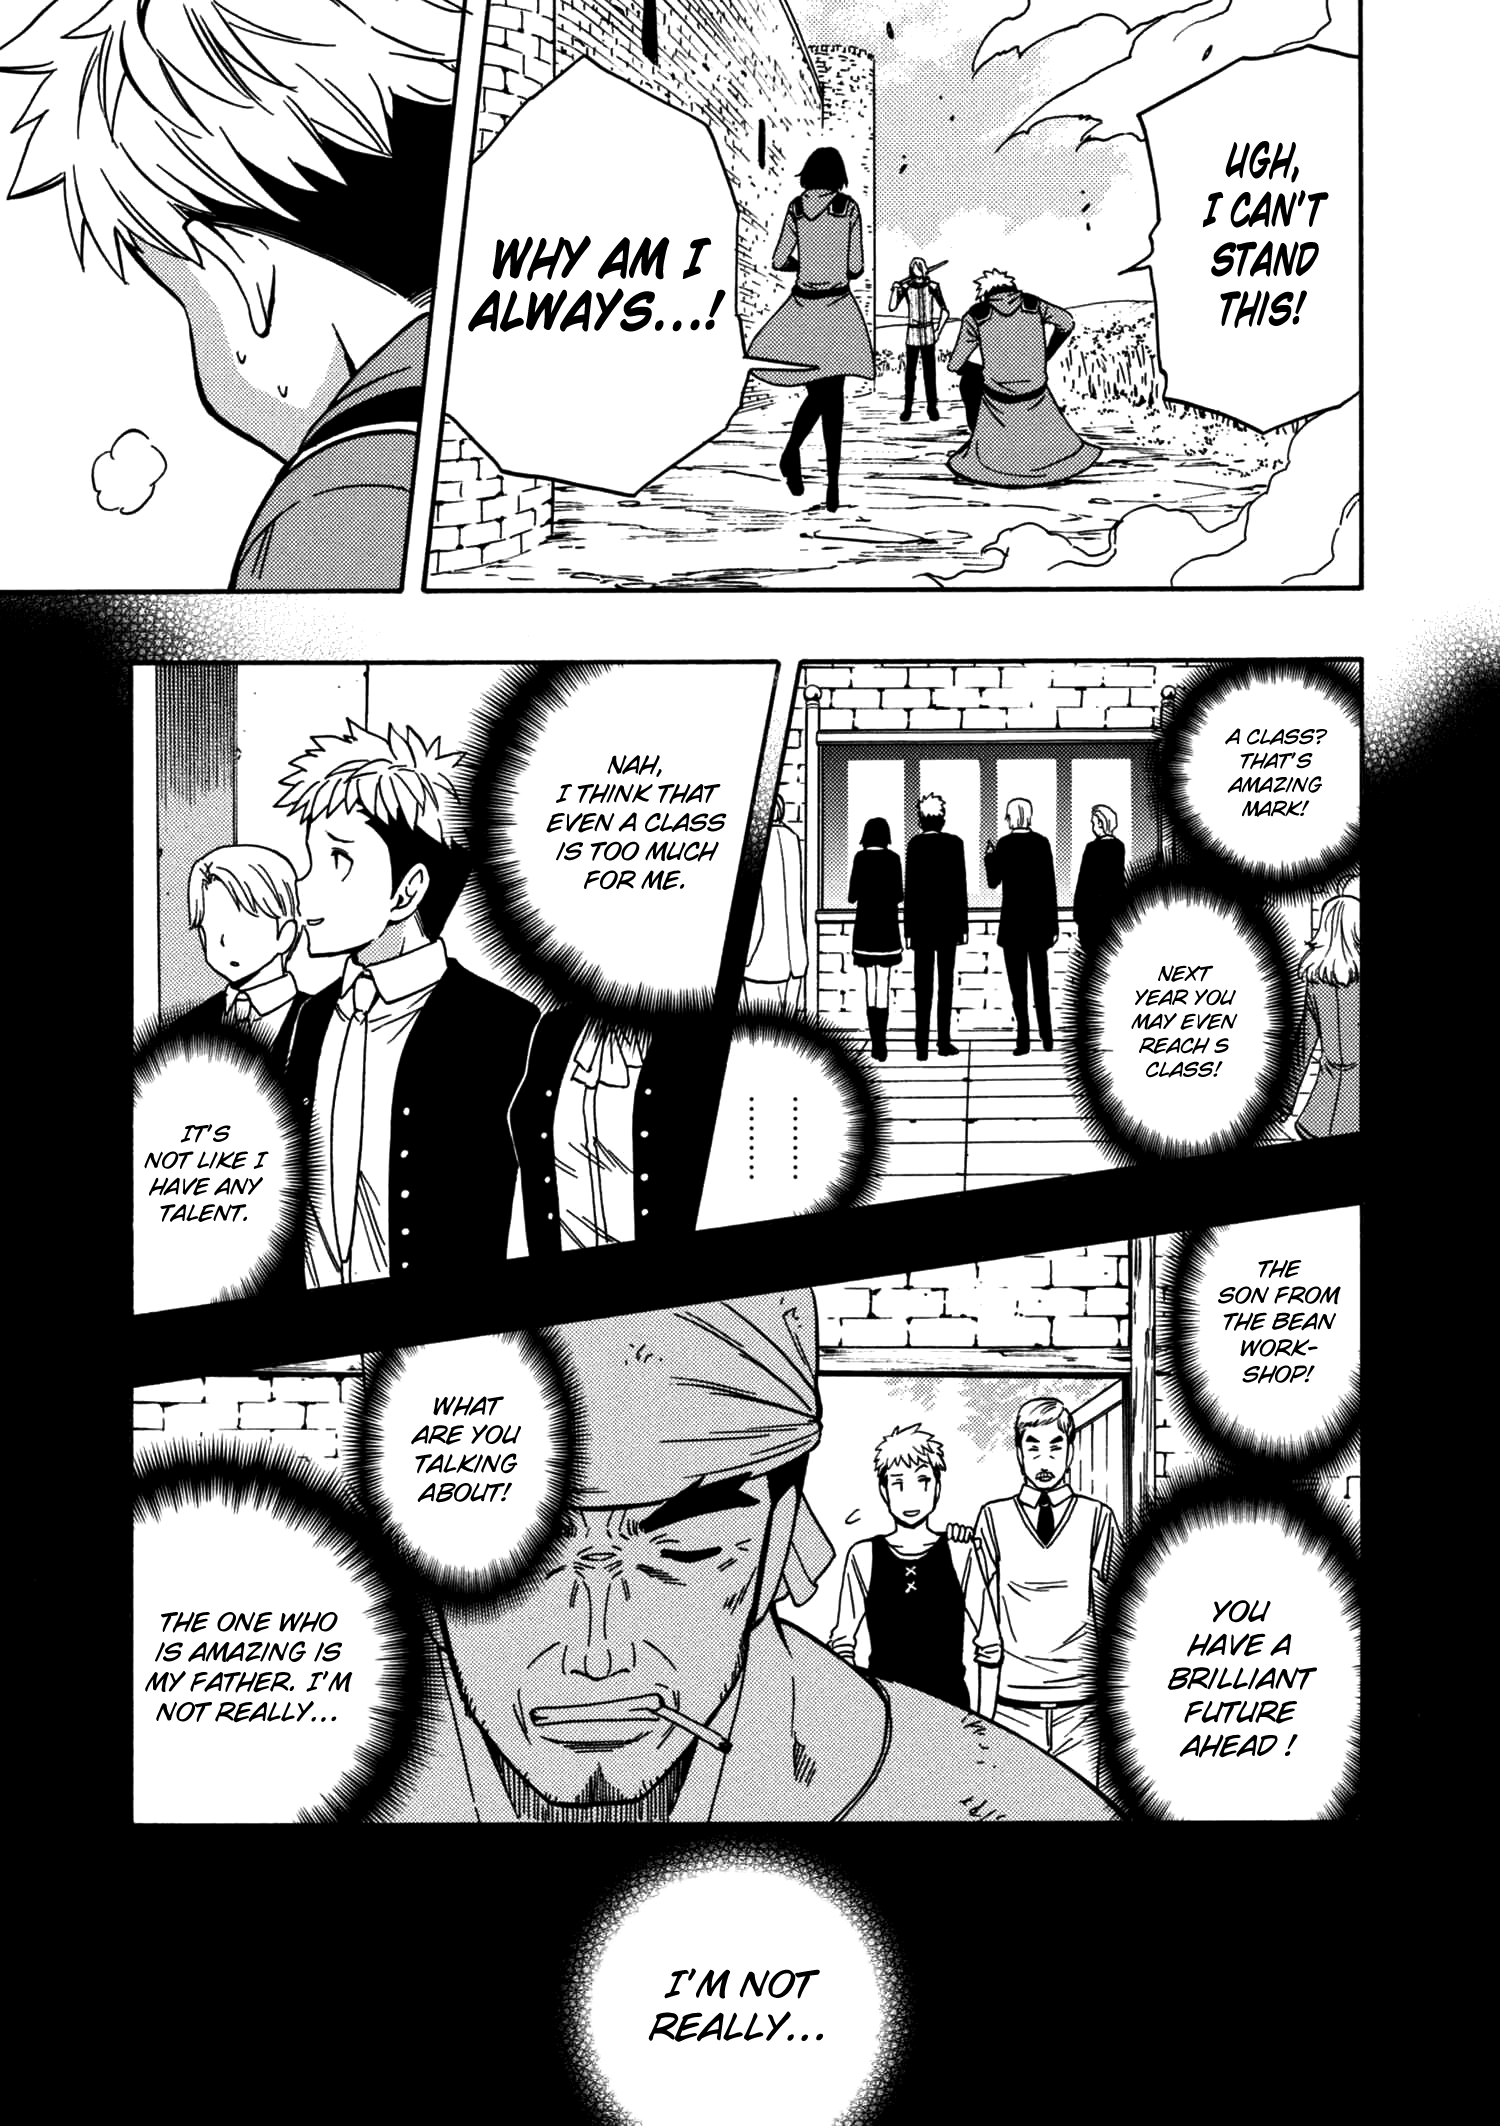 UGH,
I CAN'T
STAND
THIS!
WHY AM I
ALWAYS...!
A CLASS?
THAT'S
AMAZING
MARK!
NEXT
YEAR YOU
MAY EVEN
REACH S
CLASS!
NAH,
I THINK THAT
EVEN A CLASS
IS TOO MUCH
FOR ME.
............
IT'S
NOT LIKE I
HAVE ANY
TALENT.
THE
SON FROM
THE BEAN
WORK-
SHOP!
YOU
HAVE A
BRILLIANT
FUTURE
AHEAD !
WHAT
ARE YOU
TALKING
ABOUT!
THE ONE WHO
IS AMAZING IS
MY FATHER. I'M
NOT REALLY...
I'M NOT
REALLY...